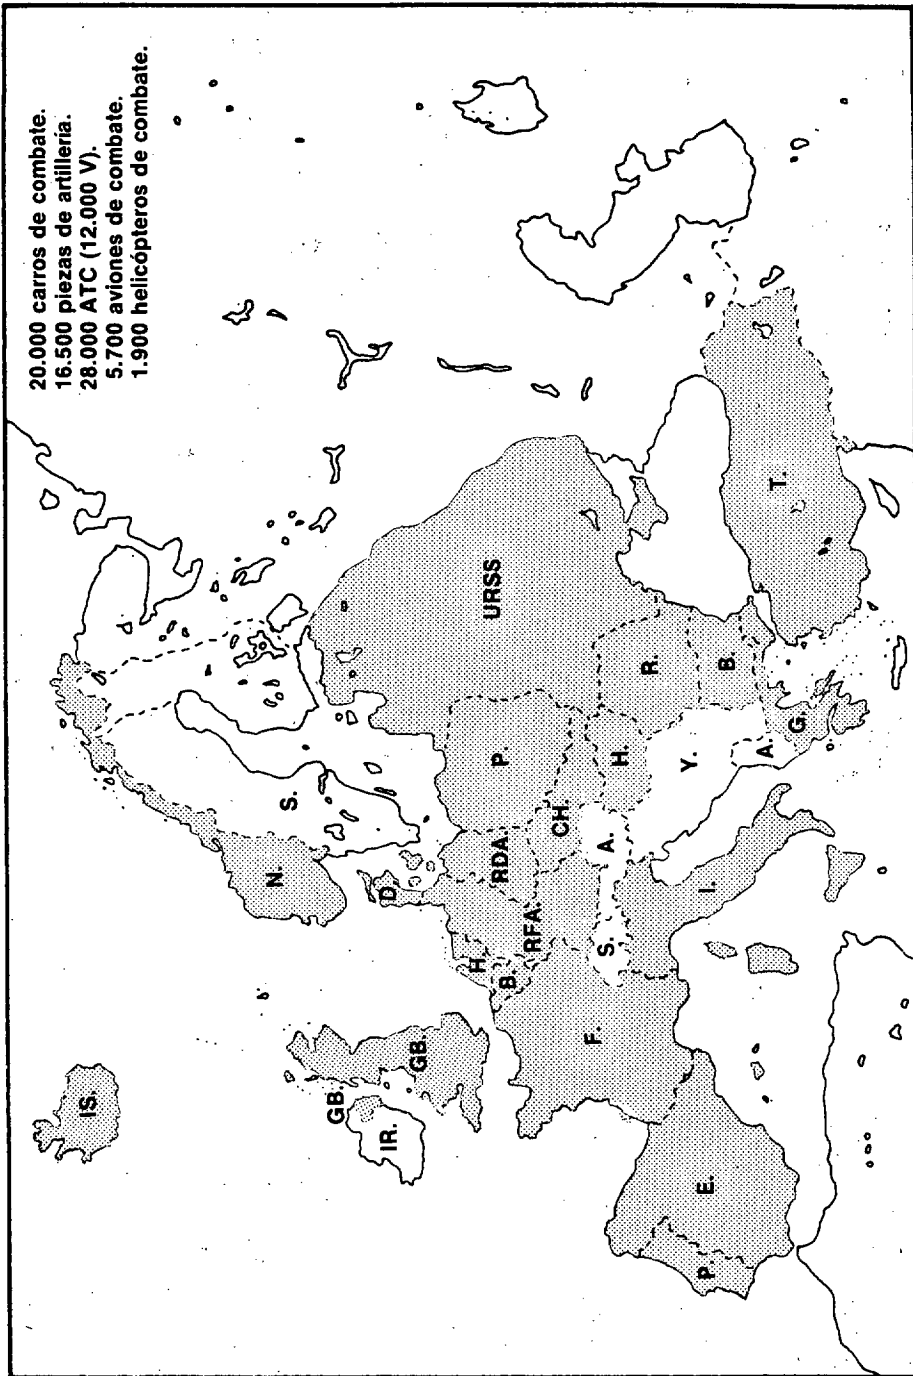 20.000 carros de combate.
16.500 piezas de artillería.
28.000 ATC (12.000 V).
5.700 aviones de combate.
1.900 helicópteros de combate.
IS.
N.
S.
GB.
IR.
GB.
D.
H.
B.
RFA.
RDA.
P.
URSS
CH.
F.
S.
A.
H.
R.
P.
E.
I.
Y.
A.
B.
G.
T.